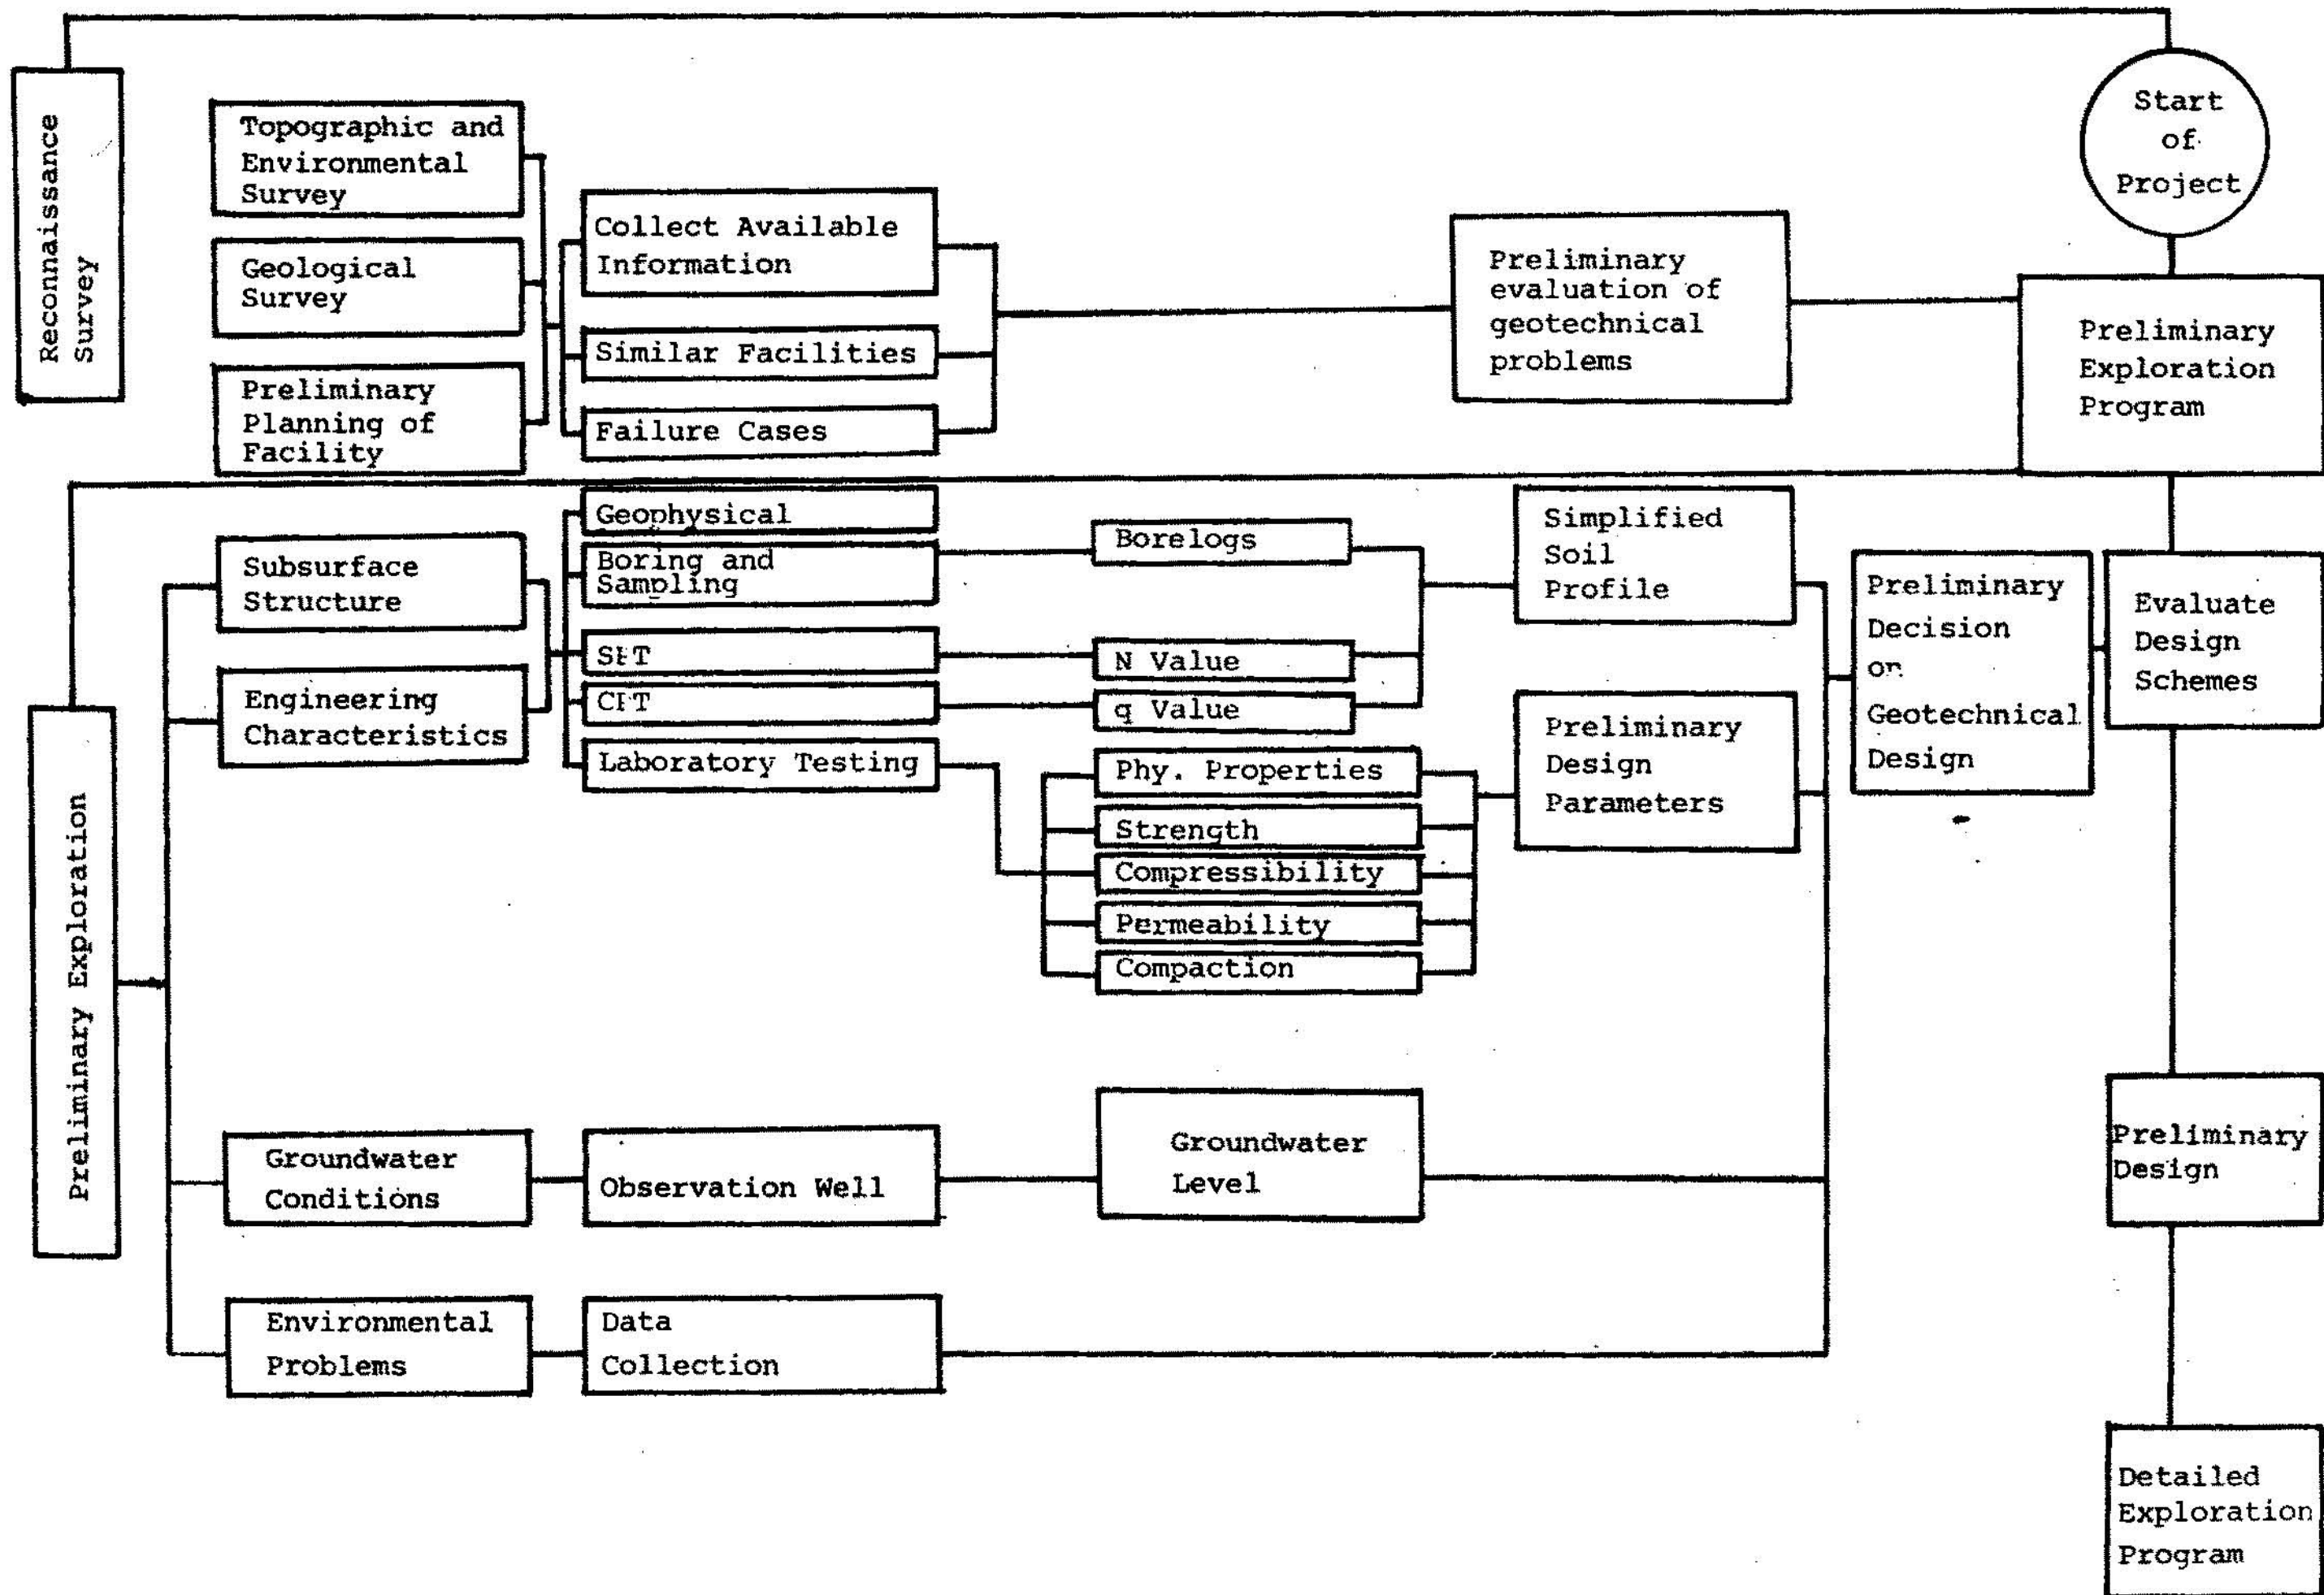 Reconnaissance
Survey
Topographic and
Environmental
Survey
Geological
Survey
Preliminary
Planning of
Facility
Collect Available
Information
Similar Facilities
Failure Cases
Preliminary
evaluation of
geotechnical
problems
Start
of
Project
Preliminary
Exploration
Program
Preliminary Exploration
Subsurface
Structure
Engineering
Characteristics
Geophysical
Boring and
Sampling
SPT
CPT
Laboratory Testing
Borelogs
N Value
q Value
Phy. Properties
Strength
Compressibility
Permeability
Compaction
Simplified
Soil
Profile
Preliminary
Design
Parameters
Preliminary
Decision
on
Geotechnical
Design
Evaluate
Design
Schemes
Groundwater
Conditions
Observation Well
Groundwater
Level
Environmental
Problems
Data
Collection
Preliminary
Design
Detailed
Exploration
Program